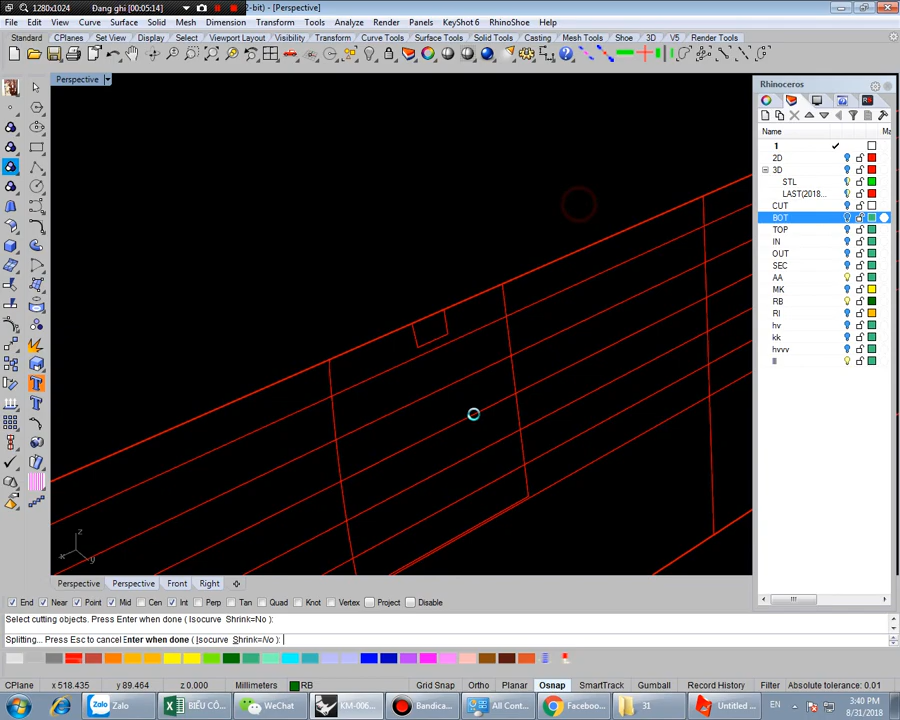 1280x1024 Đang ghi [00:05:14] 2-bit) - [Perspective]
File Edit View Curve Surface Solid Mesh Dimension Transform Tools Analyze Render Panels KeyShot 6 RhinoShoe Help
Standard CPlanes Set View Display Select Viewport Layout Visibility Transform Curve Tools Surface Tools Solid Tools Casting Mesh Tools Shoe 3D V5 Render Tools
Perspective
Rhinoceros
Name Ma
1
2D
3D
STL
LAST(2018...
CUT
BOT
TOP
IN
OUT
SEC
AA
MK
RB
RI
hv
kk
hvvv
z
x y
Perspective Perspective Front Right
End Near Point Mid Cen Int Perp Tan Quad Knot Vertex Project Disable
Select cutting objects. Press Enter when done ( Isocurve Shrink=No ):
Splitting... Press Esc to cancel Enter when done ( Isocurve Shrink=No ):
CPlane x 518.435 y 89.464 z 0.000 Millimeters RB Grid Snap Ortho Planar Osnap SmartTrack Gumball Record History Filter Absolute tolerance: 0.01
Zalo BIỂU CÔ... WeChat KM-006... Bandica... All Cont... Faceboo... 31 Untitled ... EN 3:40 PM
8/31/2018